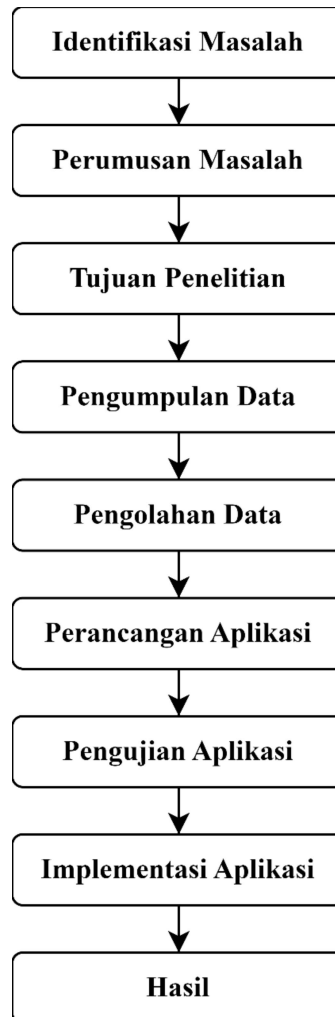 Identifikasi Masalah
Perumusan Masalah
Tujuan Penelitian
Pengumpulan Data
Pengolahan Data
Perancangan Aplikasi
Pengujian Aplikasi
Implementasi Aplikasi
Hasil